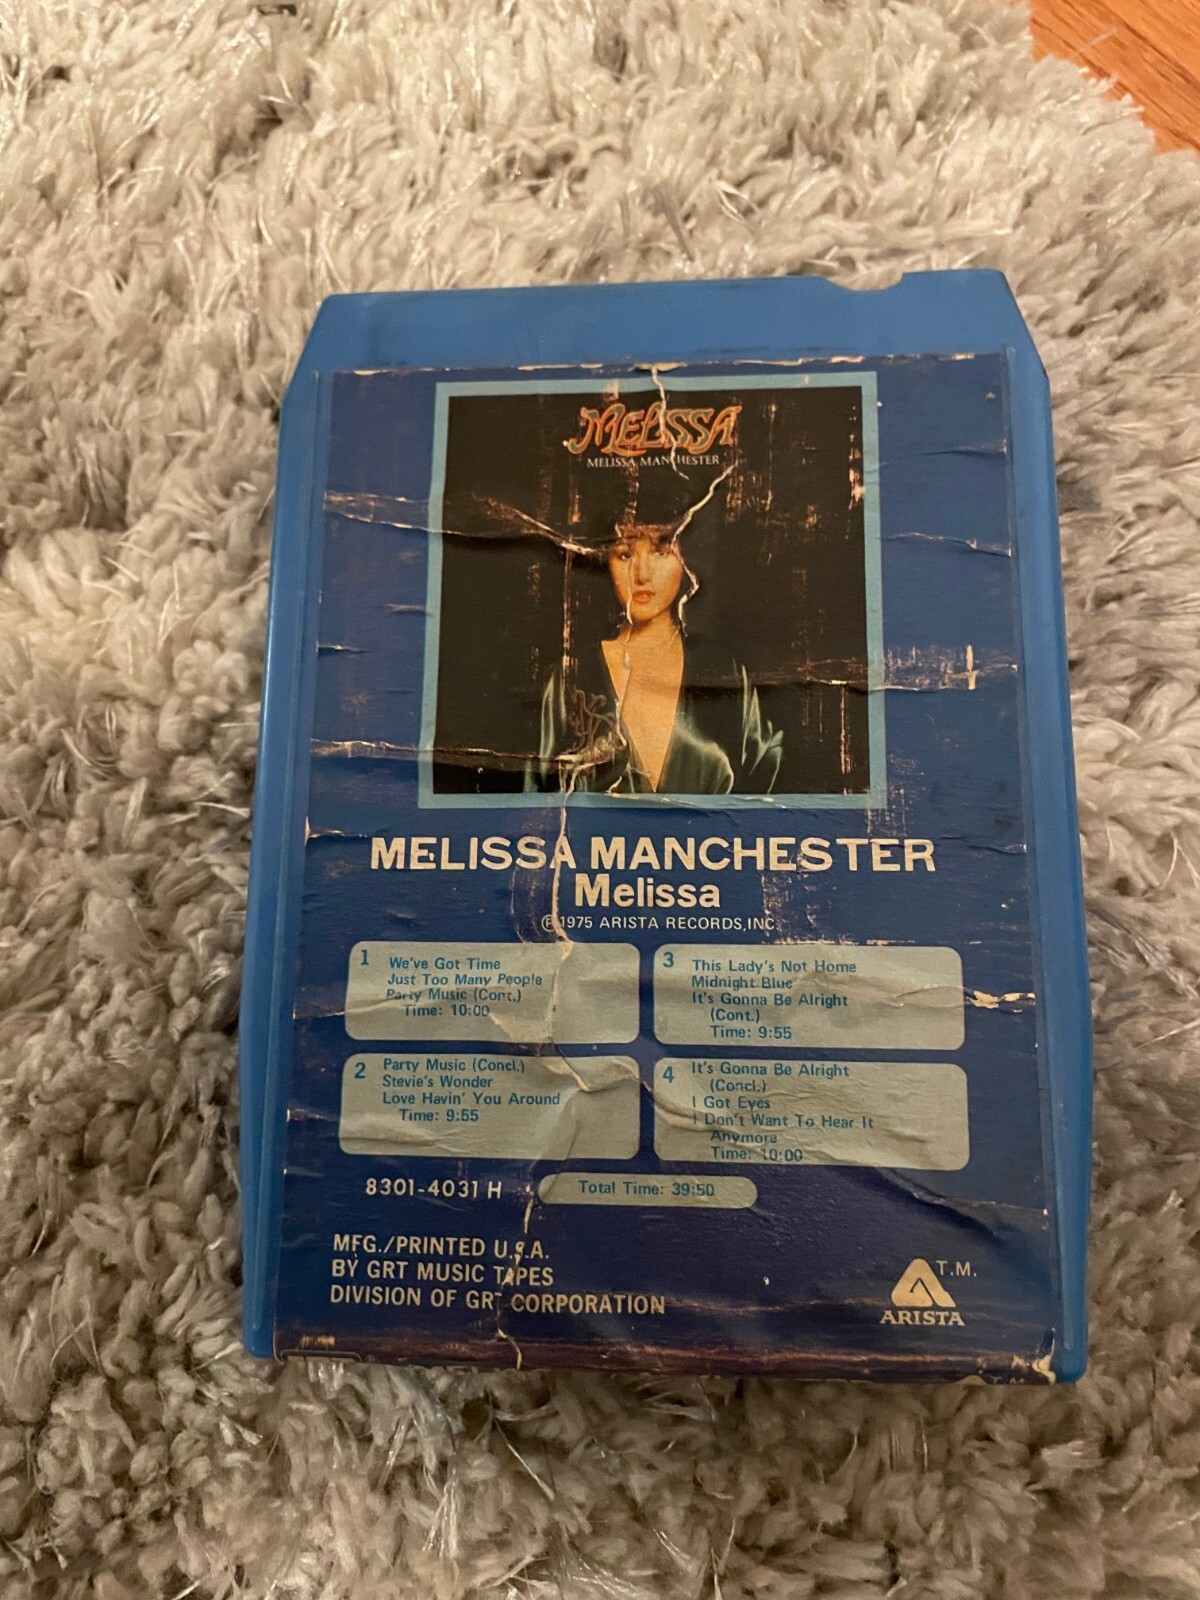 MELISSA
MELISSA MANCHESTER
MELISSA MANCHESTER
Melissa
Ⓟ1975 ARISTA RECORDS,INC
1
We've Got Time
Just Too Many People
Party Music (Cont.)
Time: 10:00
2
Party Music (Concl.)
Stevie's Wonder
Love Havin' You Around
Time: 9:55
3
This Lady's Not Home
Midnight Blue
It's Gonna Be Alright
(Cont.)
Time: 9:55
4
It's Gonna Be Alright
(Concl.)
I Got Eyes
I Don't Want To Hear It
Anymore
Time: 10:00
8301-4031 H
Total Time: 39:50
MFG./PRINTED U.S.A.
BY GRT MUSIC TAPES
DIVISION OF GRT CORPORATION
T.M.
ARISTA